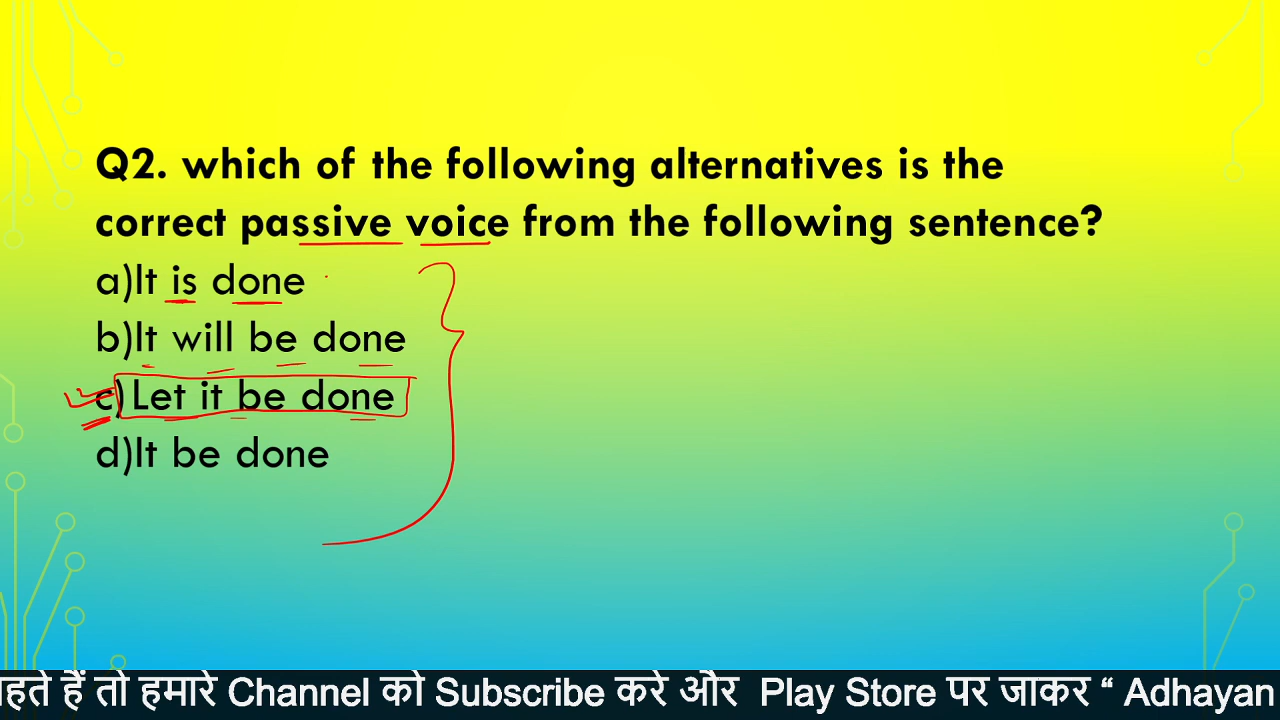 Q2. which of the following alternatives is the
correct passive voice from the following sentence?
a)It is done
b)It will be done
c)Let it be done
d)It be done
हते हैं तो हमारे Channel को Subscribe करे और Play Store पर जाकर “ Adhayan